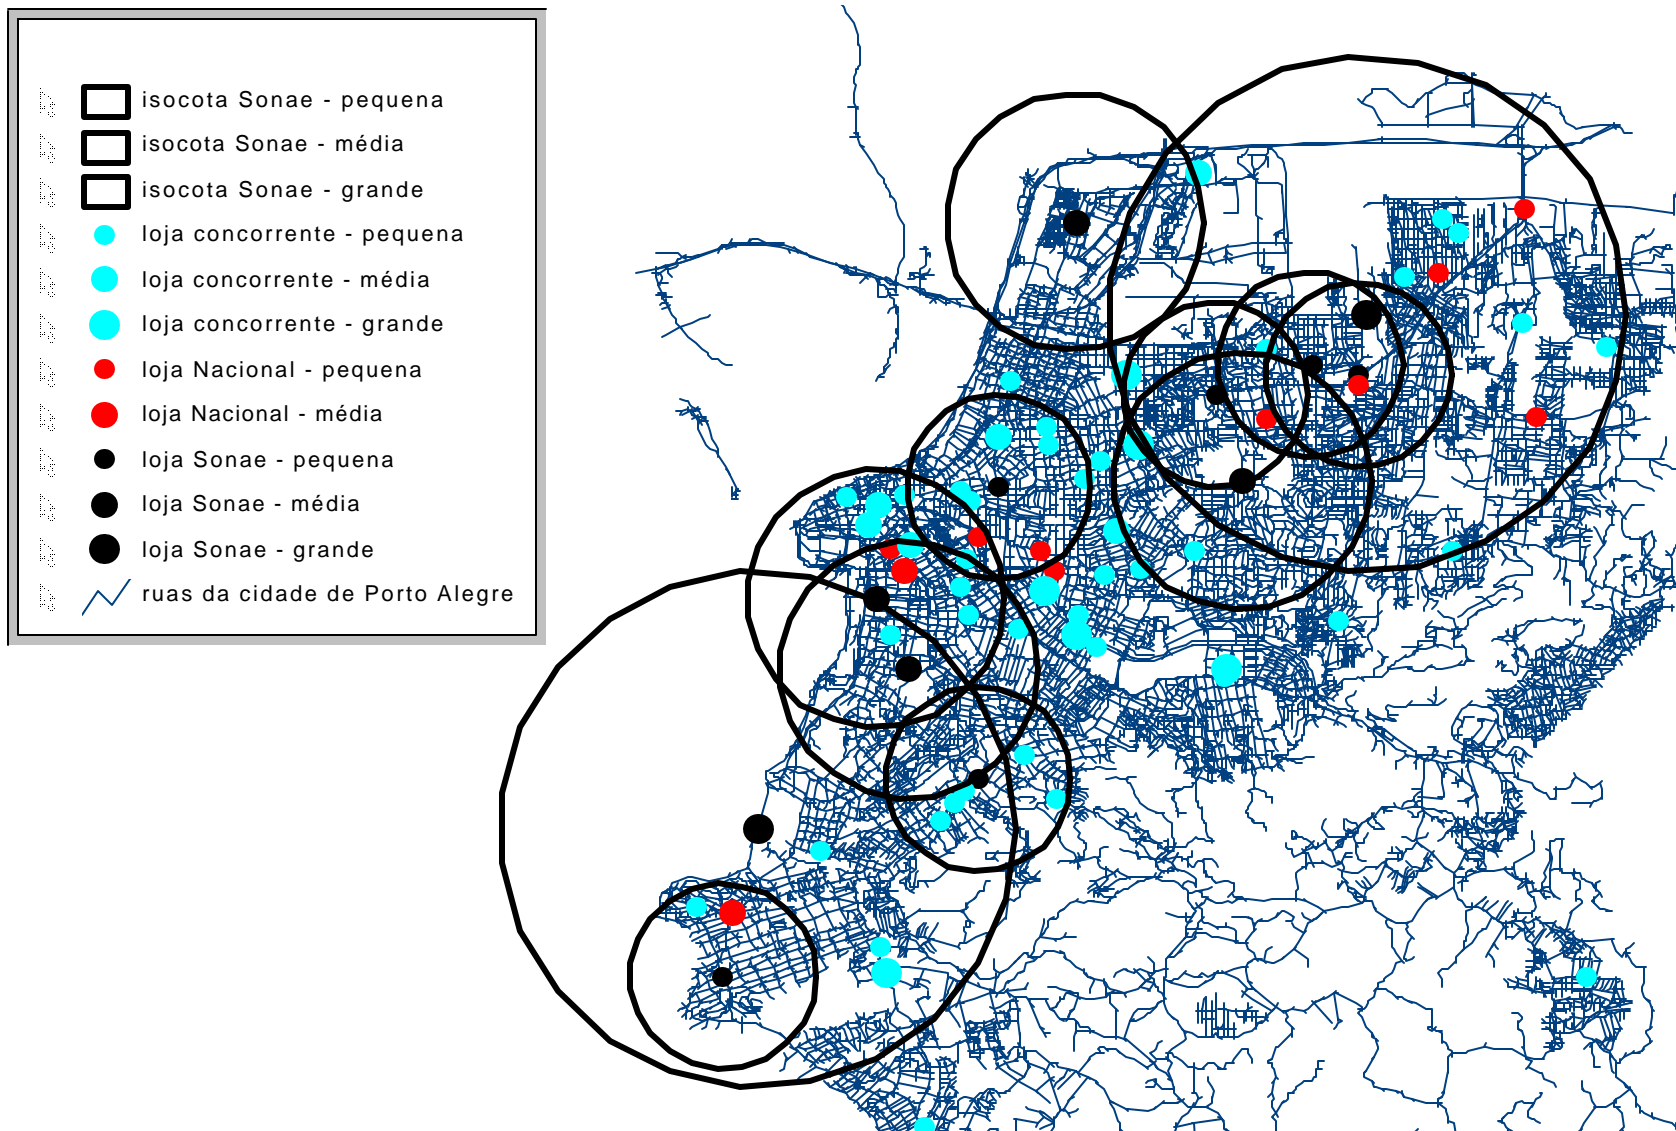 isocota Sonae - pequena
isocota Sonae - média
isocota Sonae - grande
loja concorrente - pequena
loja concorrente - média
loja concorrente - grande
loja Nacional - pequena
loja Nacional - média
loja Sonae - pequena
loja Sonae - média
loja Sonae - grande
ruas da cidade de Porto Alegre